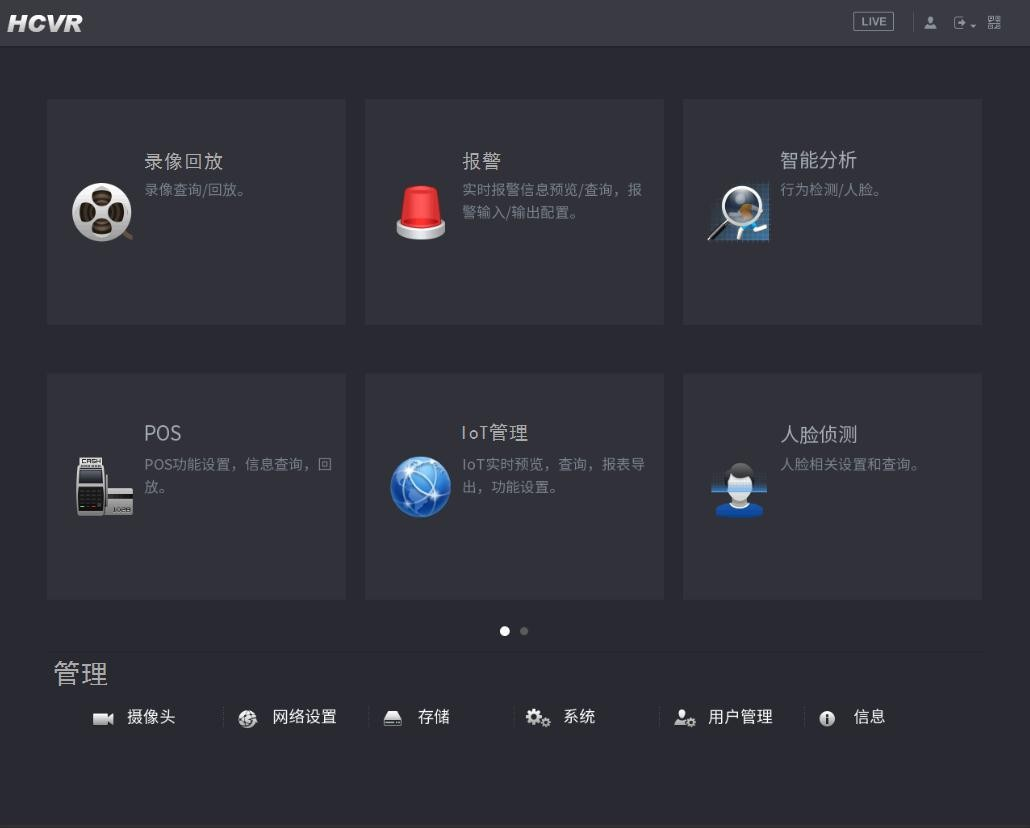 HCVR
LIVE
录像回放
录像查询/回放。
报警
实时报警信息预览/查询，报
警输入/输出配置。
智能分析
行为检测/人脸。
POS
POS功能设置，信息查询，回
放。
CASH
1028
IoT管理
IoT实时预览，查询，报表导
出，功能设置。
人脸侦测
人脸相关设置和查询。
管理
摄像头
网络设置
存储
系统
用户管理
信息